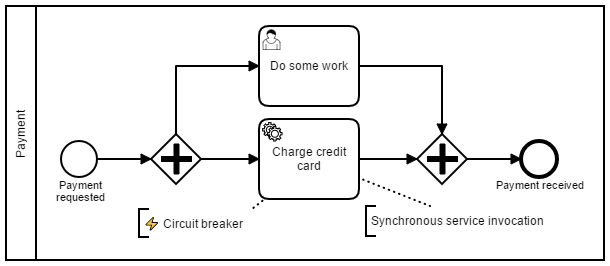 Payment
Do some work
Charge credit
card
Payment
requested
Payment received
Circuit breaker
Synchronous service invocation